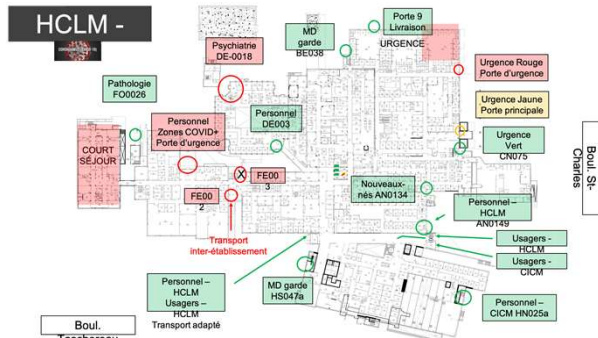 HCLM -
Psychiatrie
DE-0018
MD
garde
BE038
Porte 9
Livraison
URGENCE
Urgence Rouge
Porte d'urgence
Pathologie
FO0026
Urgence Jaune
Porte principale
Personnel
Zones COVID+
Porte d'urgence
Personnel
DE003
Urgence
Vert
CN075
COURT
SÉJOUR
Boul. St-
Charles
X
FE00
3
FE00
2
Nouveaux-
nés AN0134
Personnel –
HCLM
AN0149
Transport
inter-établissement
Usagers -
HCLM
Usagers -
CICM
Personnel –
HCLM
Usagers –
HCLM
Transport adapté
MD garde
HS047a
Personnel –
CICM HN025a
Boul.